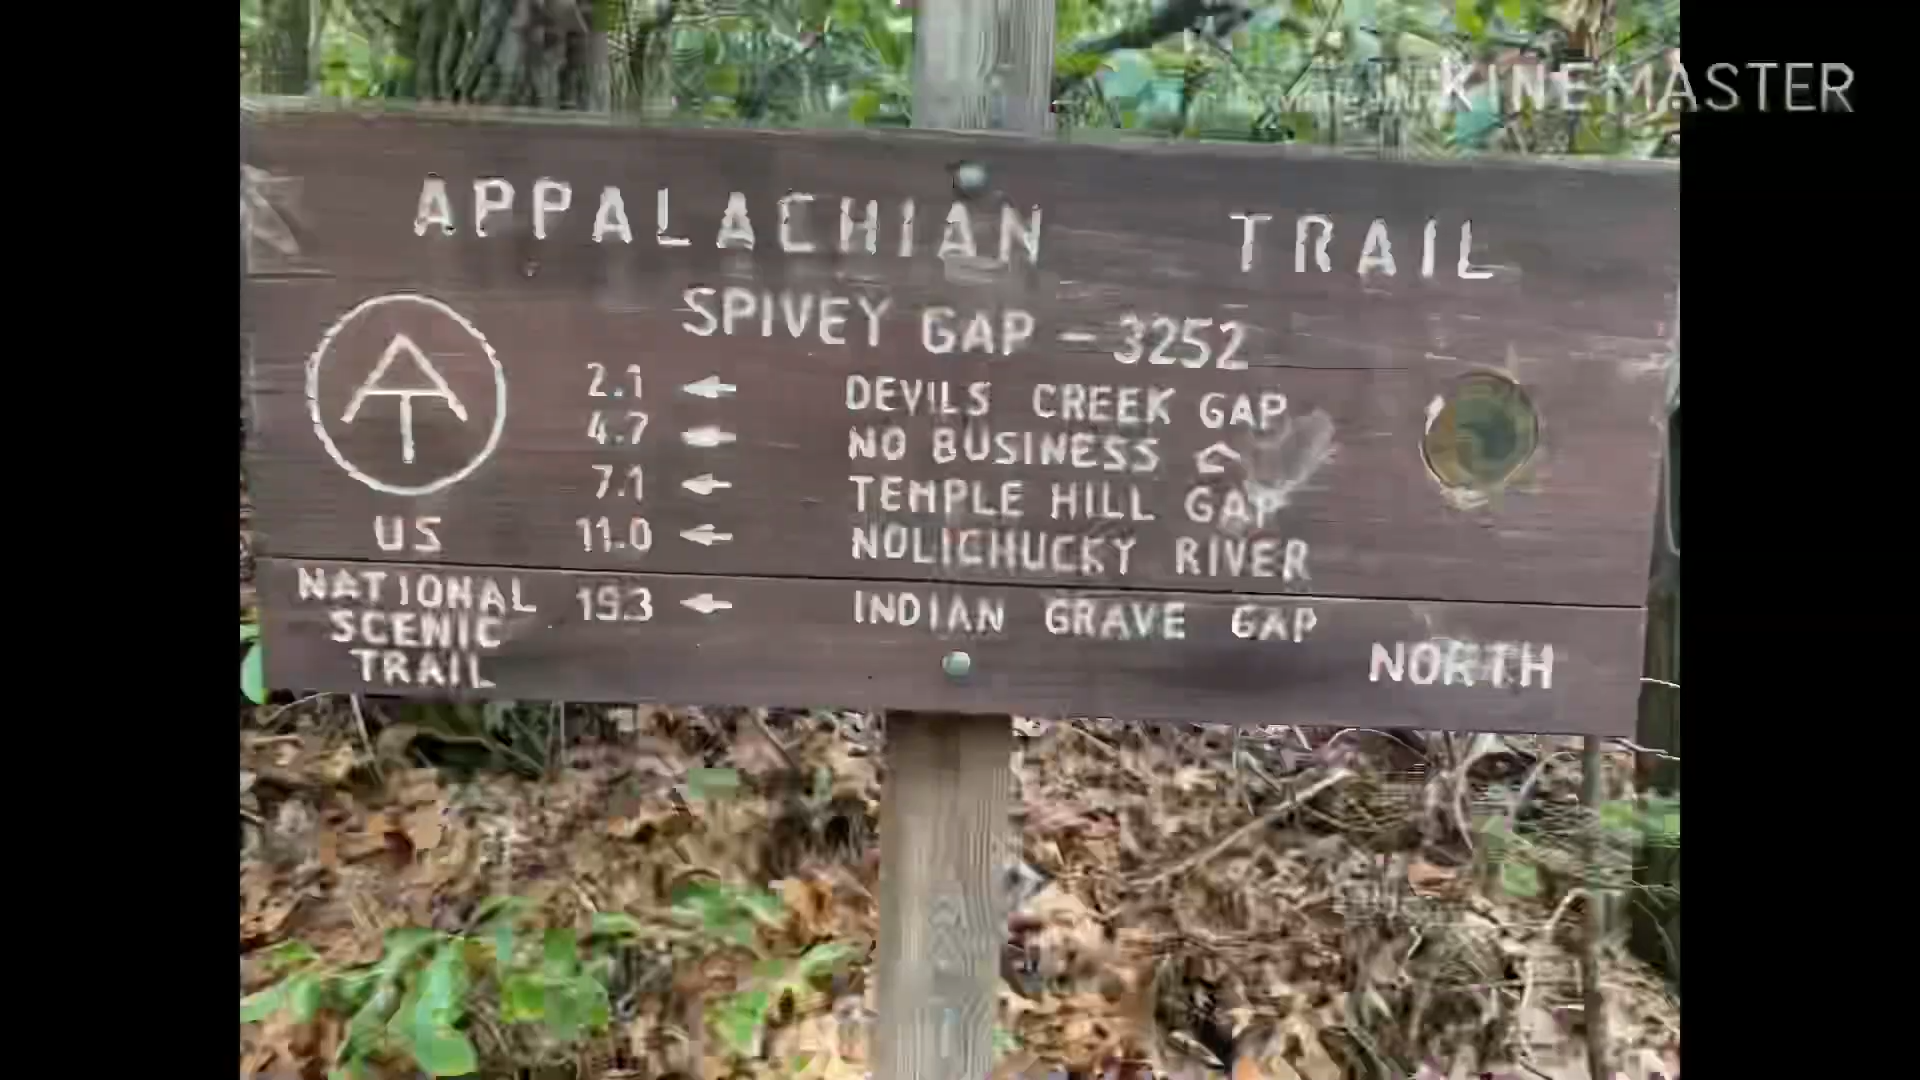 KINEMASTER
APPALACHIAN TRAIL
SPIVEY GAP - 3252
2.1 DEVILS CREEK GAP
4.7 NO BUSINESS
7.1 TEMPLE HILL GAP
11.0 NOLICHUCKY RIVER
19.3 INDIAN GRAVE GAP
AT
US
NATIONAL
SCENIC
TRAIL
NORTH